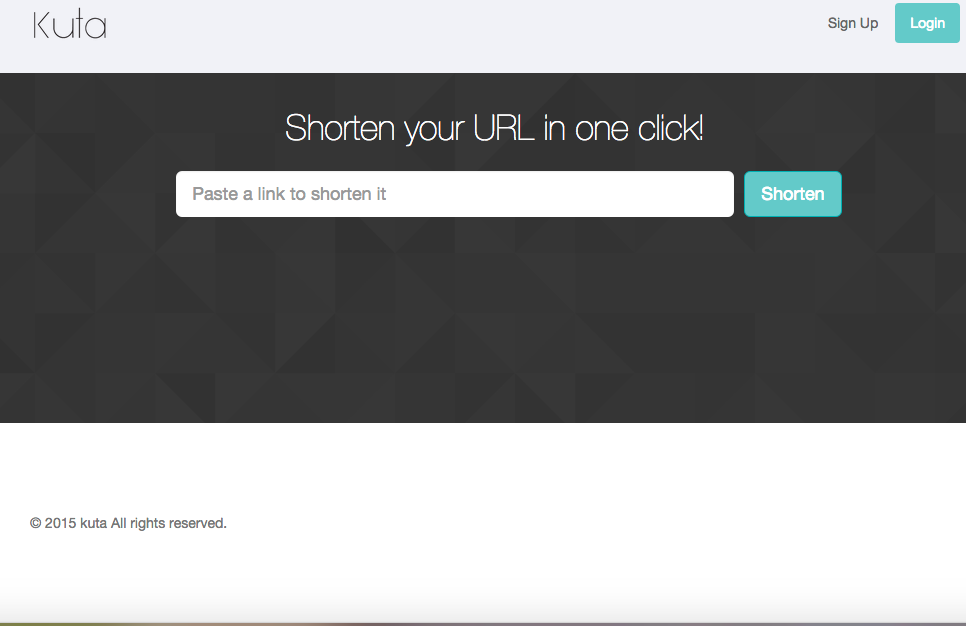 Kuta
Sign Up
Login
Shorten your URL in one click!
Paste a link to shorten it
Shorten
© 2015 kuta All rights reserved.